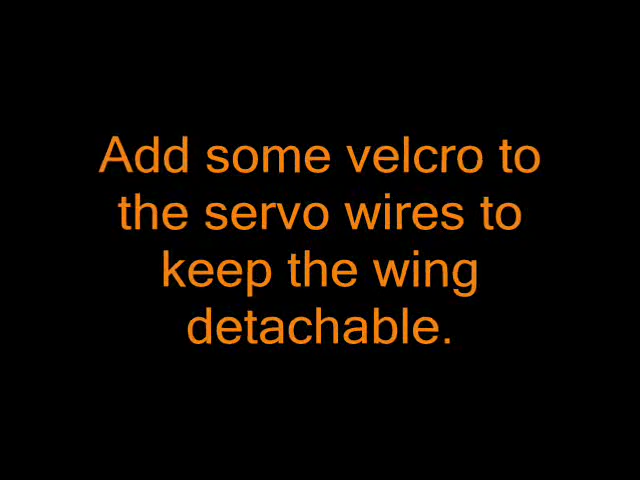 Add some velcro to
the servo wires to
keep the wing
detachable.